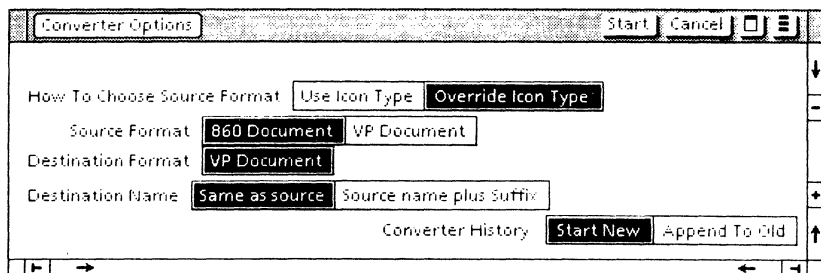 Converter Options Start Cancel
How To Choose Source Format Use Icon Type Override Icon Type
Source Format 860 Document VP Document
Destination Format VP Document
Destination Name Same as source Source name plus Suffix
Converter History Start New Append To Old